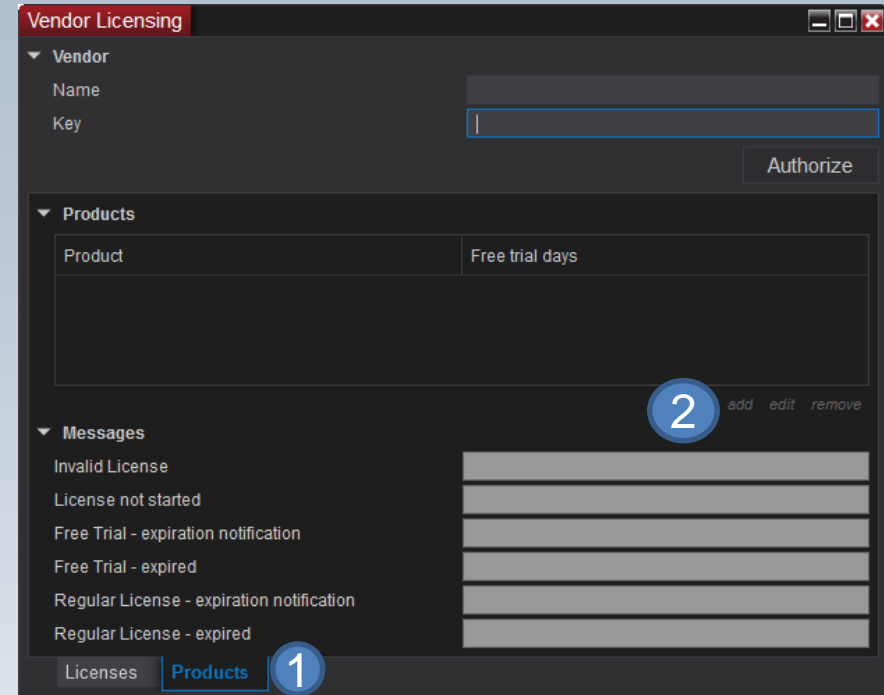 Vendor Licensing
Vendor
Name
Key
Authorize
Products
Product Free trial days
2 add edit remove
Messages
Invalid License
License not started
Free Trial - expiration notification
Free Trial - expired
Regular License - expiration notification
Regular License - expired
Licenses Products 1